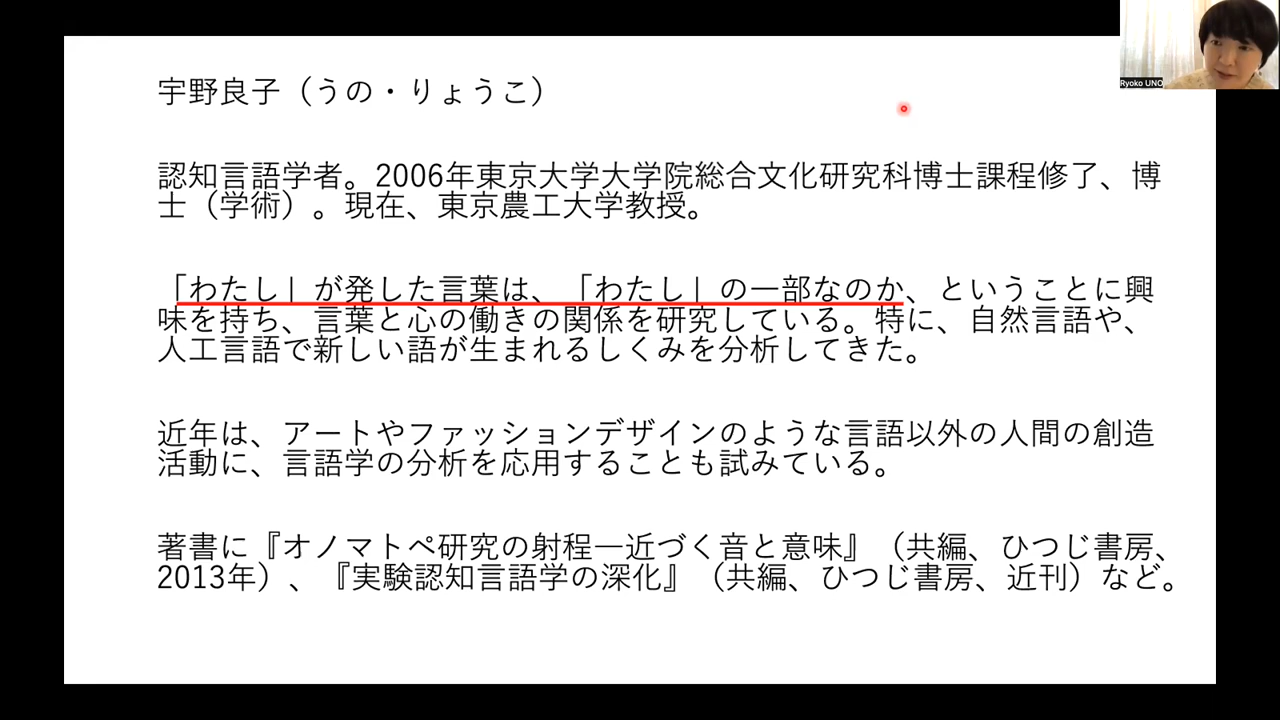 宇野良子（うの・りょうこ）
Ryoko UNO
認知言語学者。2006年東京大学大学院総合文化研究科博士課程修了、博
士（学術）。現在、東京農工大学教授。
「わたし」が発した言葉は、「わたし」の一部なのか、ということに興
味を持ち、言葉と心の働きの関係を研究している。特に、自然言語や、
人工言語で新しい語が生まれるしくみを分析してきた。
近年は、アートやファッションデザインのような言語以外の人間の創造
活動に、言語学の分析を応用することも試みている。
著書に『オノマトペ研究の射程―近づく音と意味』（共編、ひつじ書房、
2013年）、『実験認知言語学の深化』（共編、ひつじ書房、近刊）など。